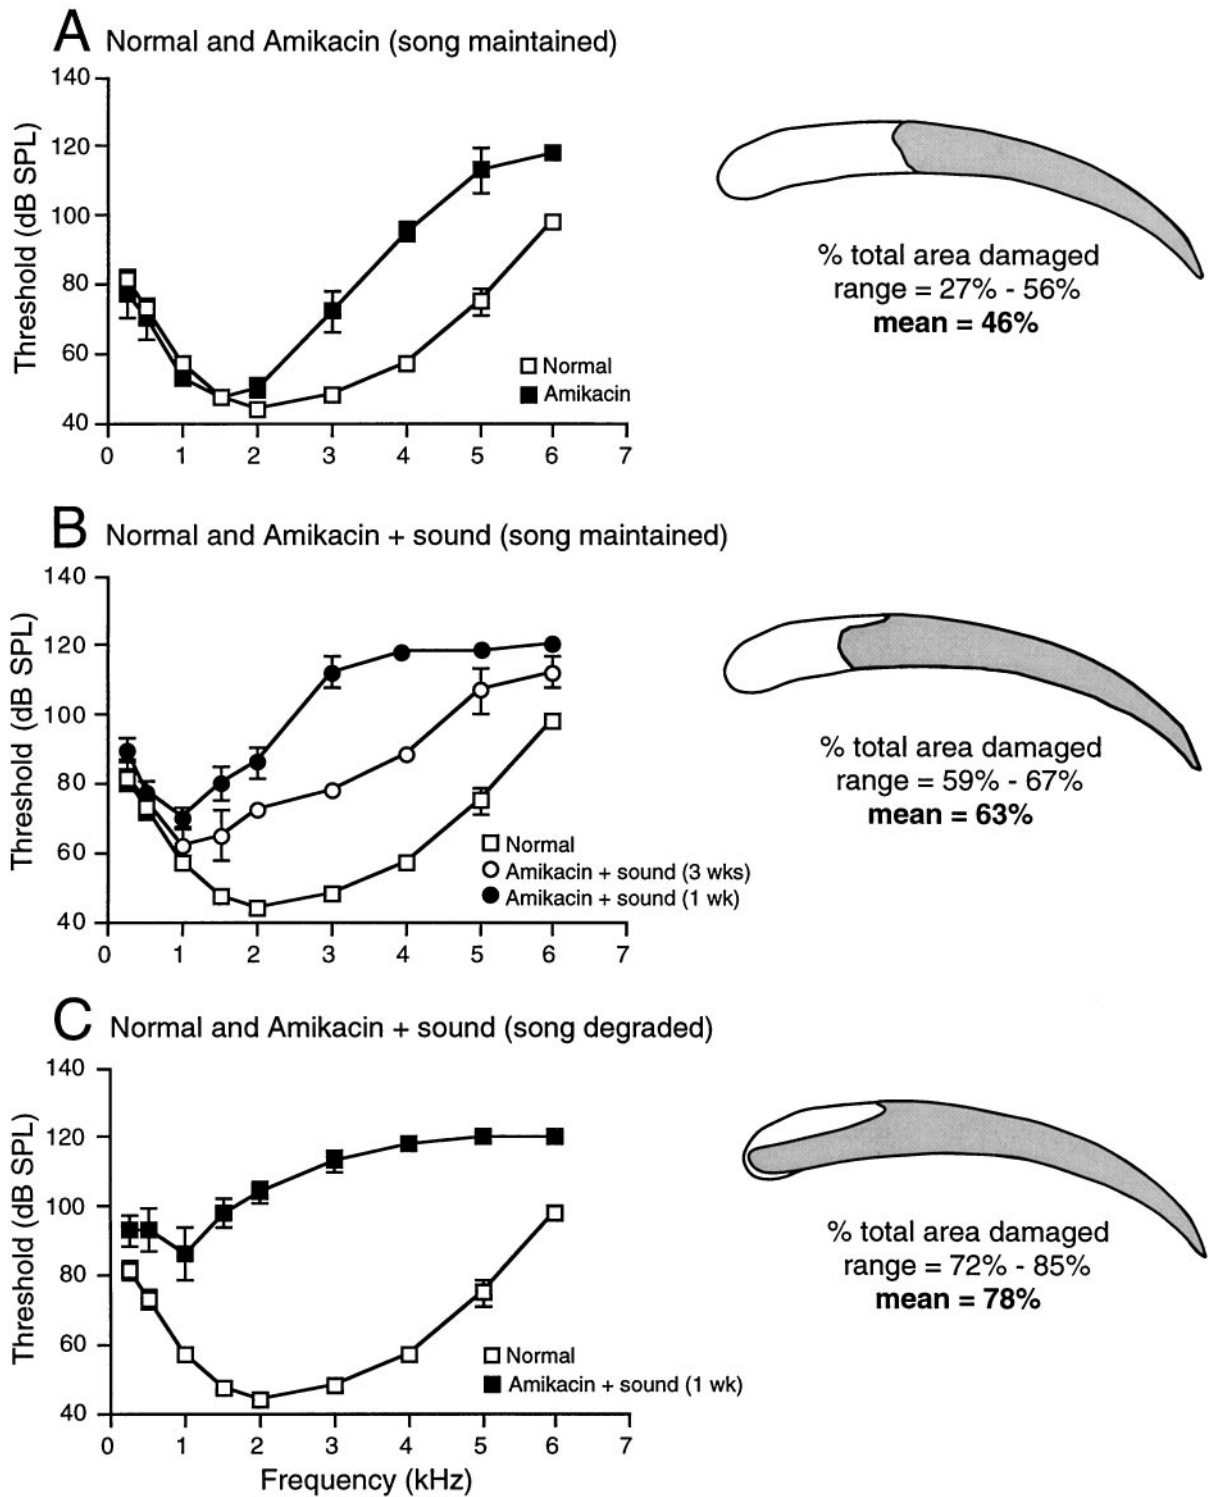 A Normal and Amikacin (song maintained)
140
120
100
80
60
40
Threshold (dB SPL)
0 1 2 3 4 5 6 7
Normal
Amikacin
% total area damaged
range = 27% - 56%
mean = 46%
B Normal and Amikacin + sound (song maintained)
140
120
100
80
60
40
Threshold (dB SPL)
0 1 2 3 4 5 6 7
Normal
Amikacin + sound (3 wks)
Amikacin + sound (1 wk)
% total area damaged
range = 59% - 67%
mean = 63%
C Normal and Amikacin + sound (song degraded)
140
120
100
80
60
40
Threshold (dB SPL)
0 1 2 3 4 5 6 7
Frequency (kHz)
Normal
Amikacin + sound (1 wk)
% total area damaged
range = 72% - 85%
mean = 78%